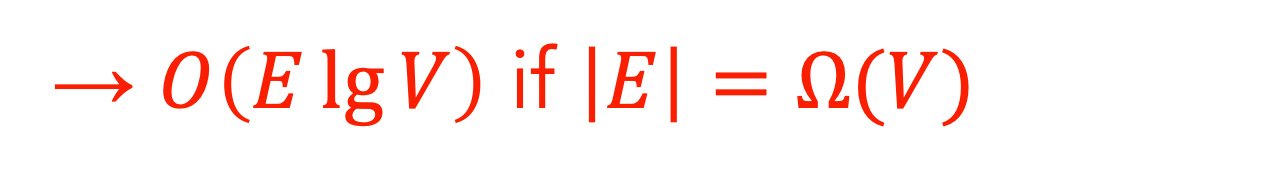 → O(E lg V) if |E| = Ω(V)